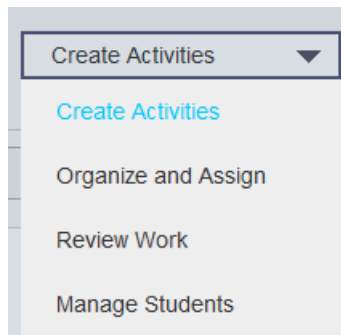 Create Activities
Create Activities
Organize and Assign
Review Work
Manage Students